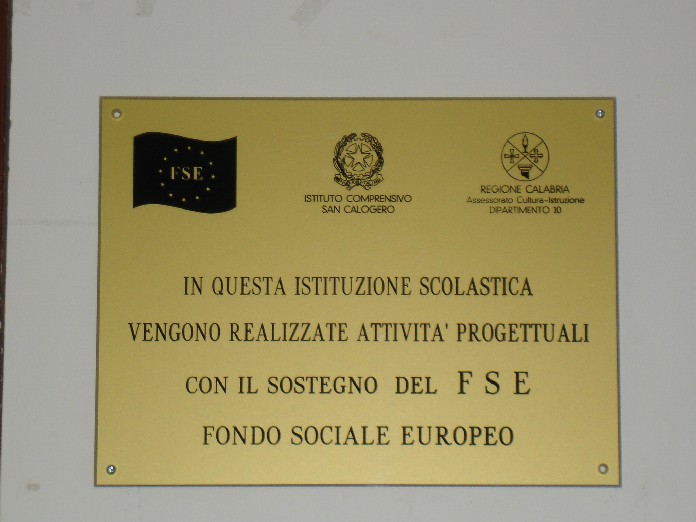 FSE
ISTITUTO COMPRENSIVO
SAN CALOGERO
REGIONE CALABRIA
Assessorato Cultura-Istruzione
DIPARTIMENTO 10
IN QUESTA ISTITUZIONE SCOLASTICA
VENGONO REALIZZATE ATTIVITA' PROGETTUALI
CON IL SOSTEGNO DEL F S E
FONDO SOCIALE EUROPEO